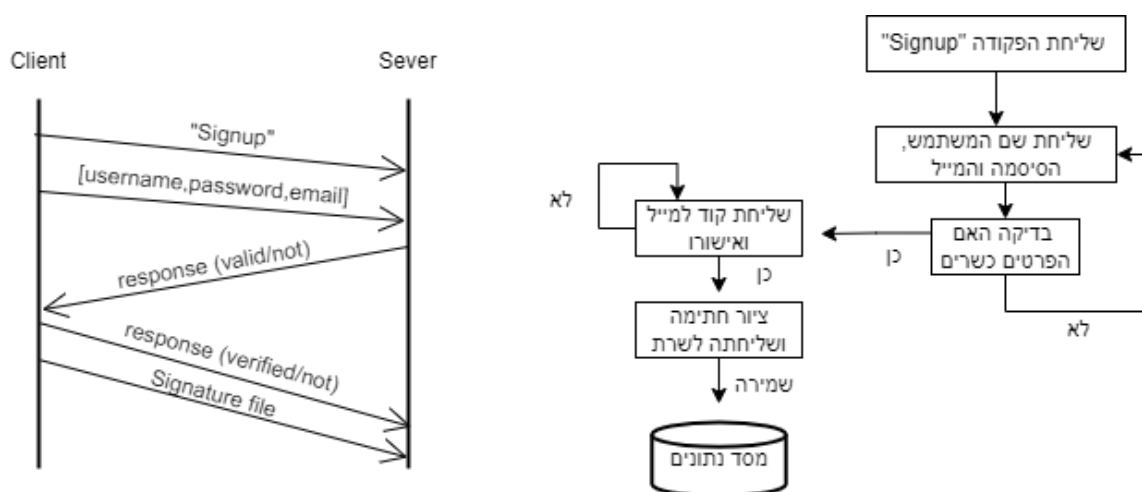 Client
Sever
"Signup"
[username,password,email]
response (valid/not)
response (verified/not)
Signature file
שליחת הפקודה "Signup"
שליחת שם המשתמש,
הסיסמה והמייל
בדיקה האם
הפרטים כשרים
כן
לא
שליחת קוד למייל
ואישורו
לא
כן
ציור חתימה
ושליחתה לשרת
שמירה
מסד נתונים